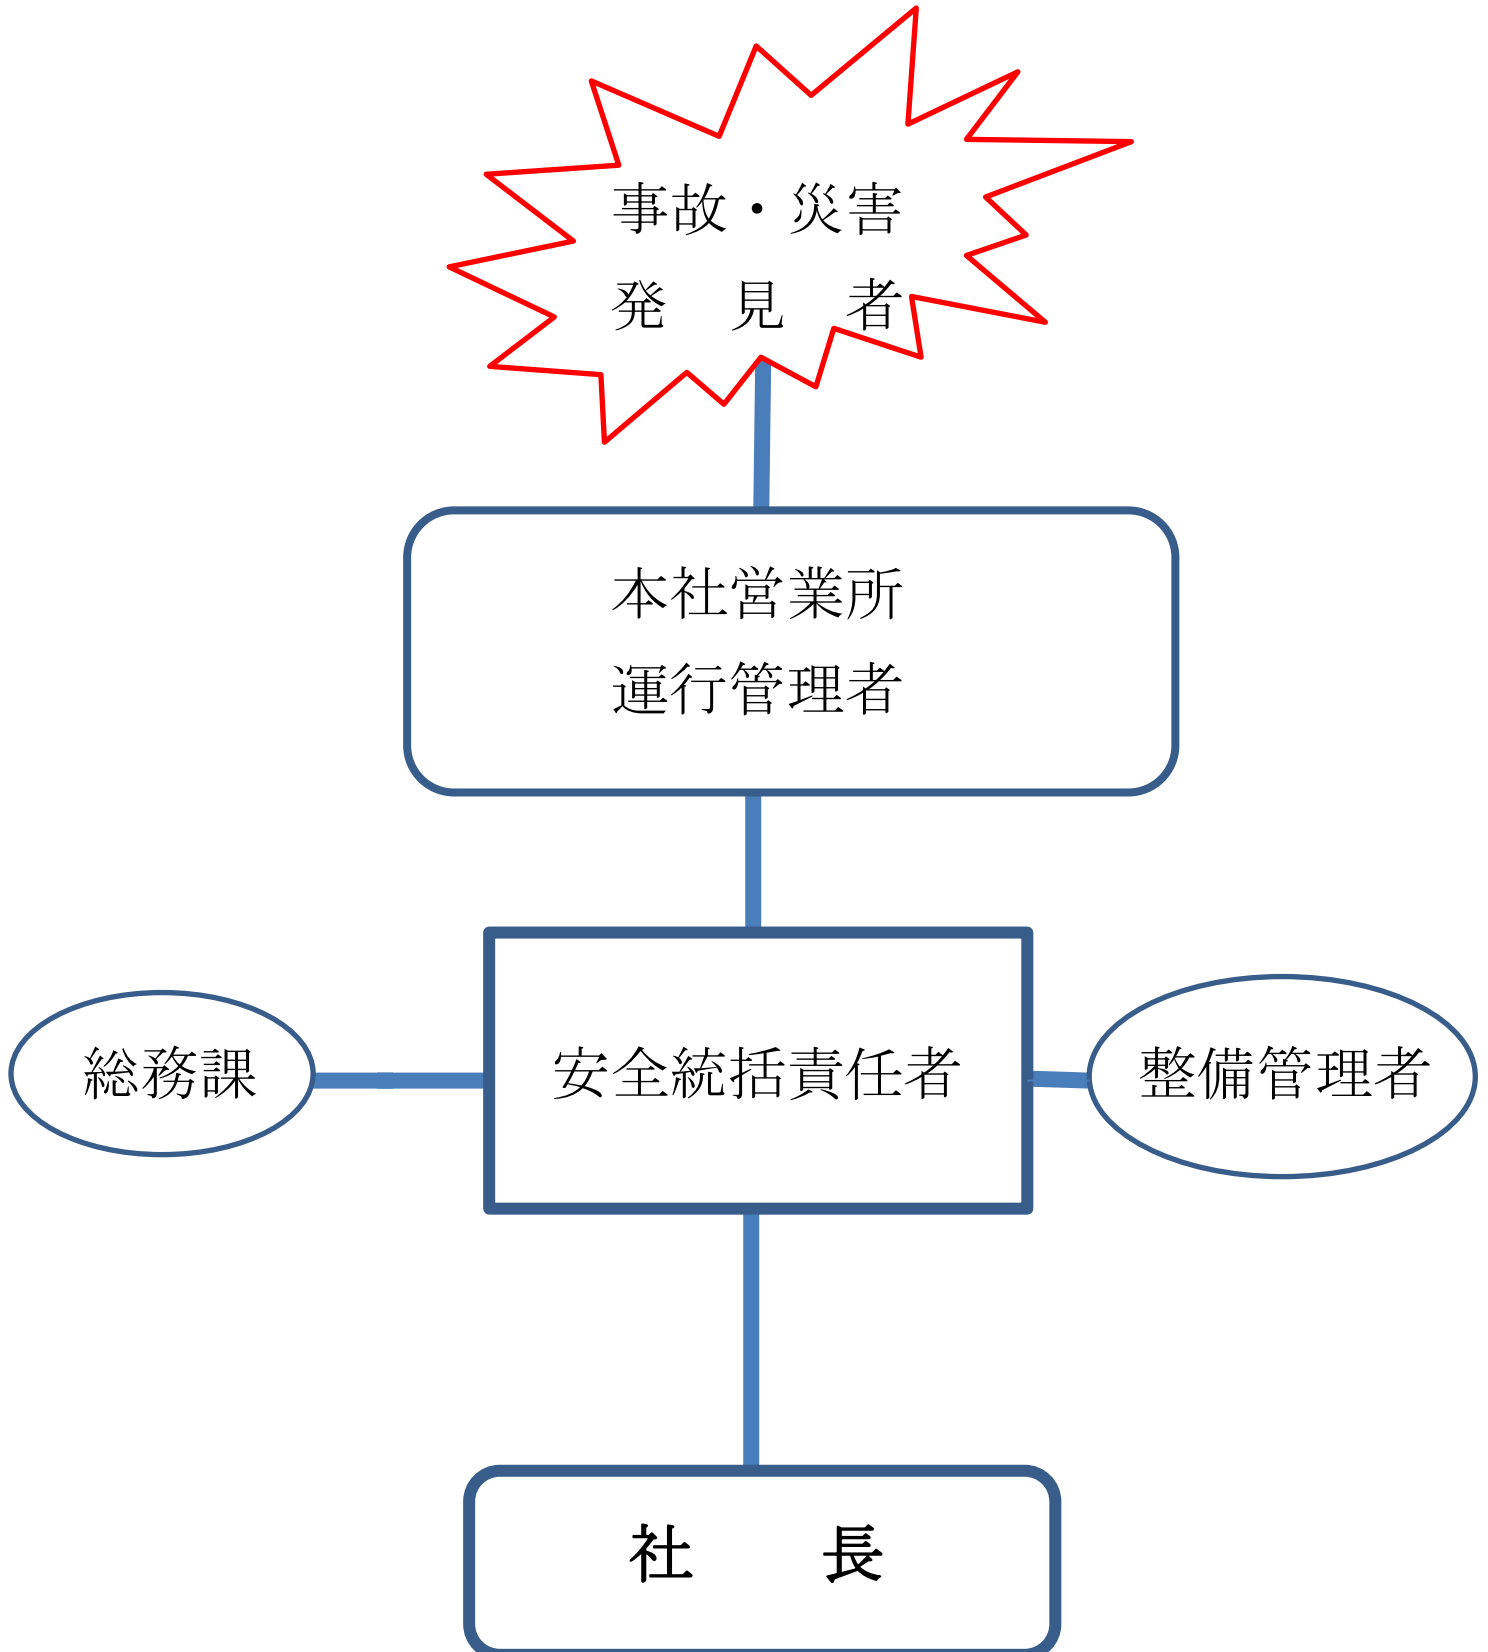 事故・災害
発　見　者
本社営業所
運行管理者
総務課
安全統括責任者
整備管理者
社　長